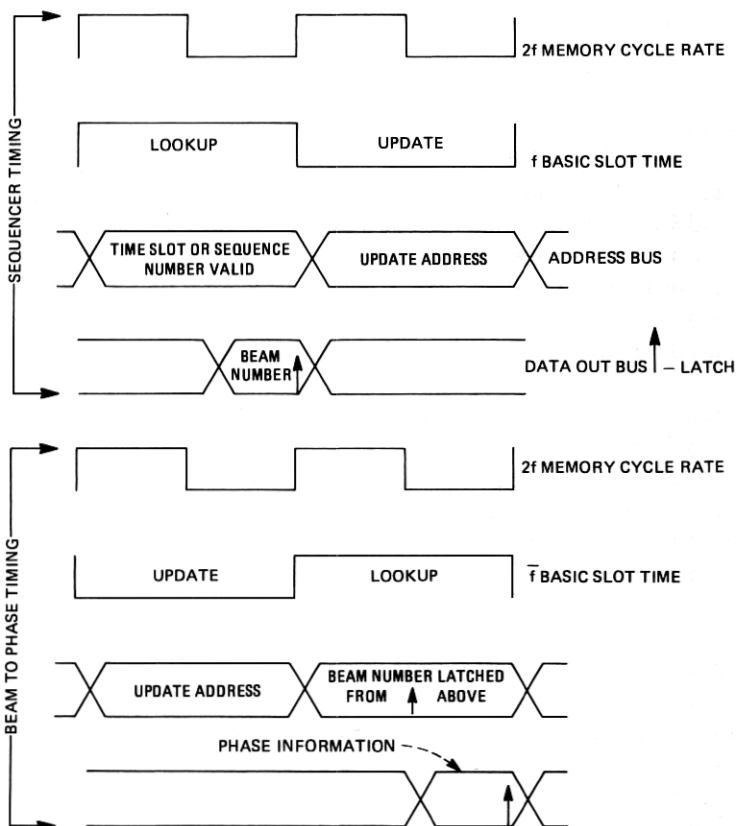 SEQUENCER TIMING
2f MEMORY CYCLE RATE
LOOKUP
UPDATE
f BASIC SLOT TIME
TIME SLOT OR SEQUENCE
NUMBER VALID
UPDATE ADDRESS
ADDRESS BUS
BEAM
NUMBER
DATA OUT BUS
– LATCH
BEAM TO PHASE TIMING
2f MEMORY CYCLE RATE
UPDATE
LOOKUP
f̅ BASIC SLOT TIME
UPDATE ADDRESS
BEAM NUMBER LATCHED
FROM ABOVE
PHASE INFORMATION